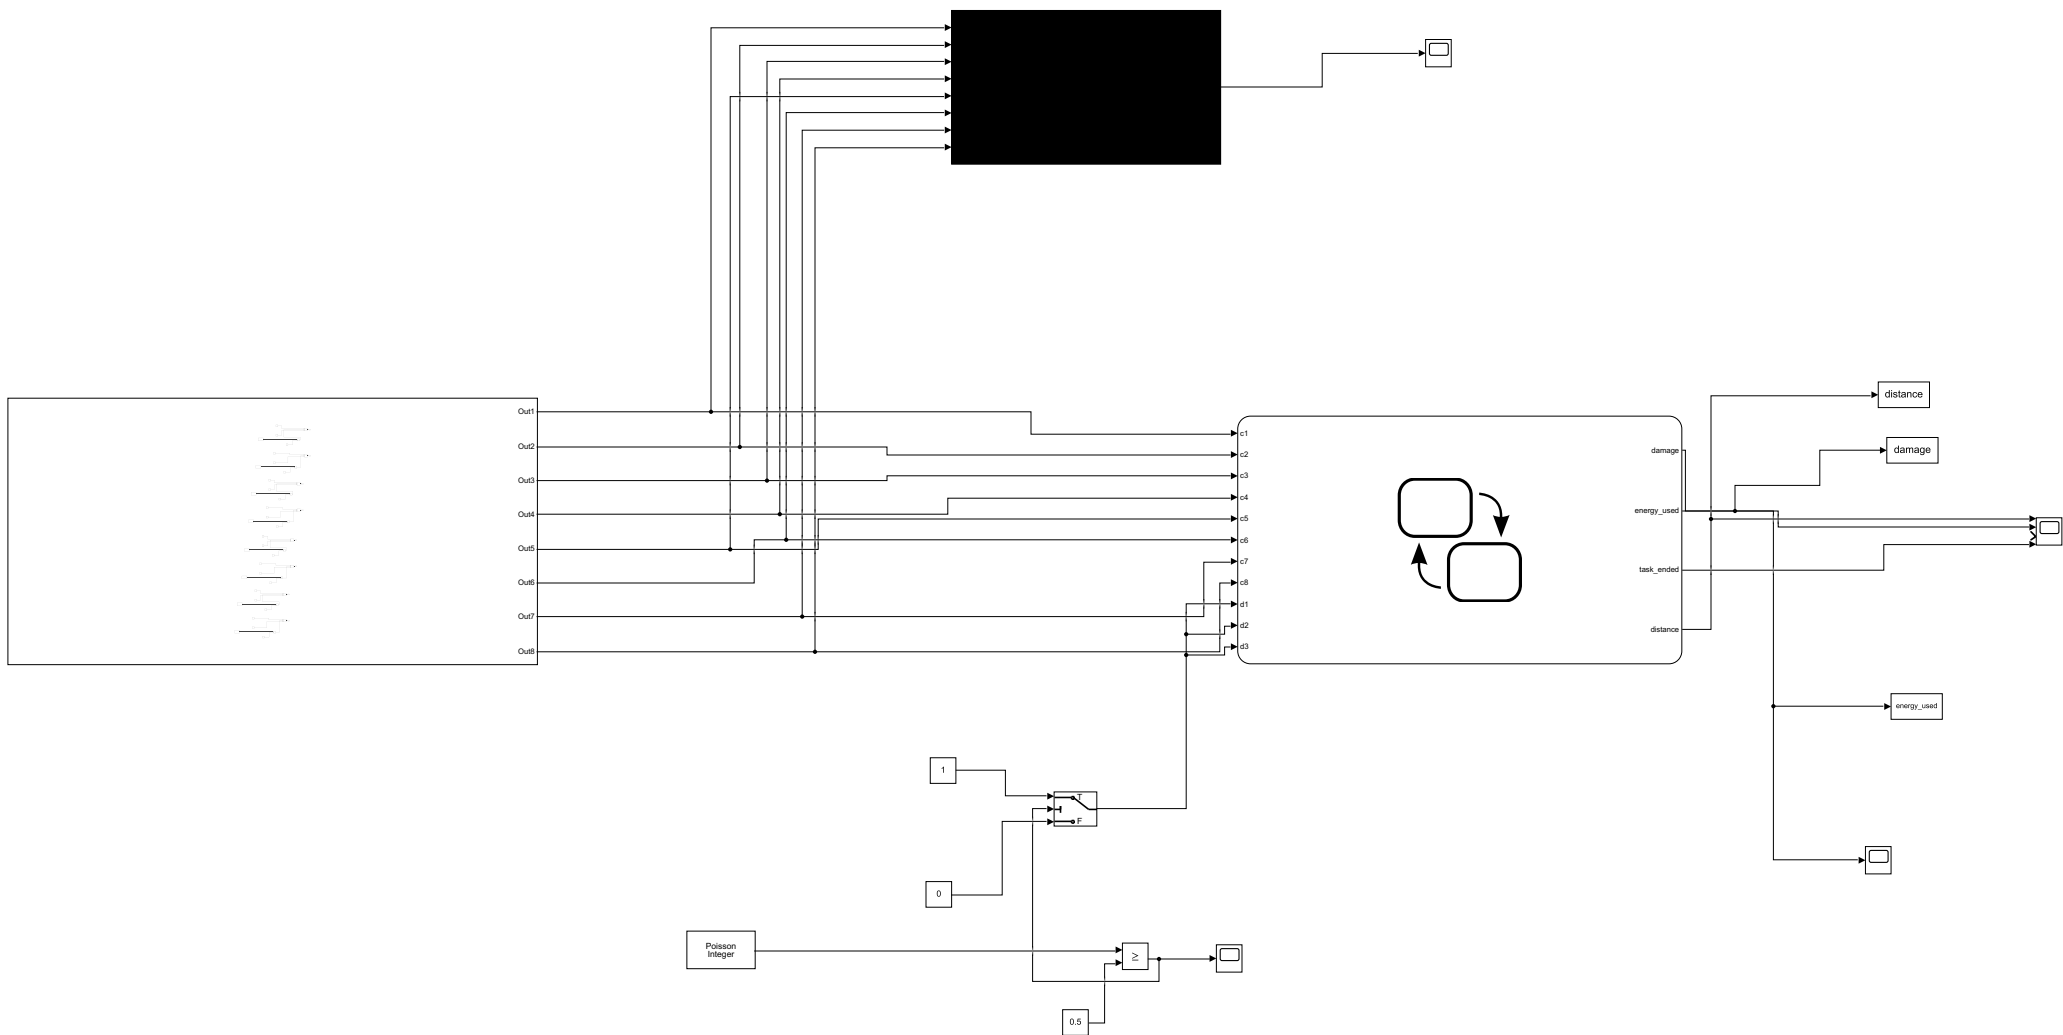 Out1
Out2
Out3
Out4
Out5
Out6
Out7
Out8
c1
c2
c3
c4
c5
c6
c7
c8
d1
d2
d3
damage
energy_used
task_ended
distance
distance
damage
energy_used
1
T
F
0
Poisson
Integer
≥
0.5